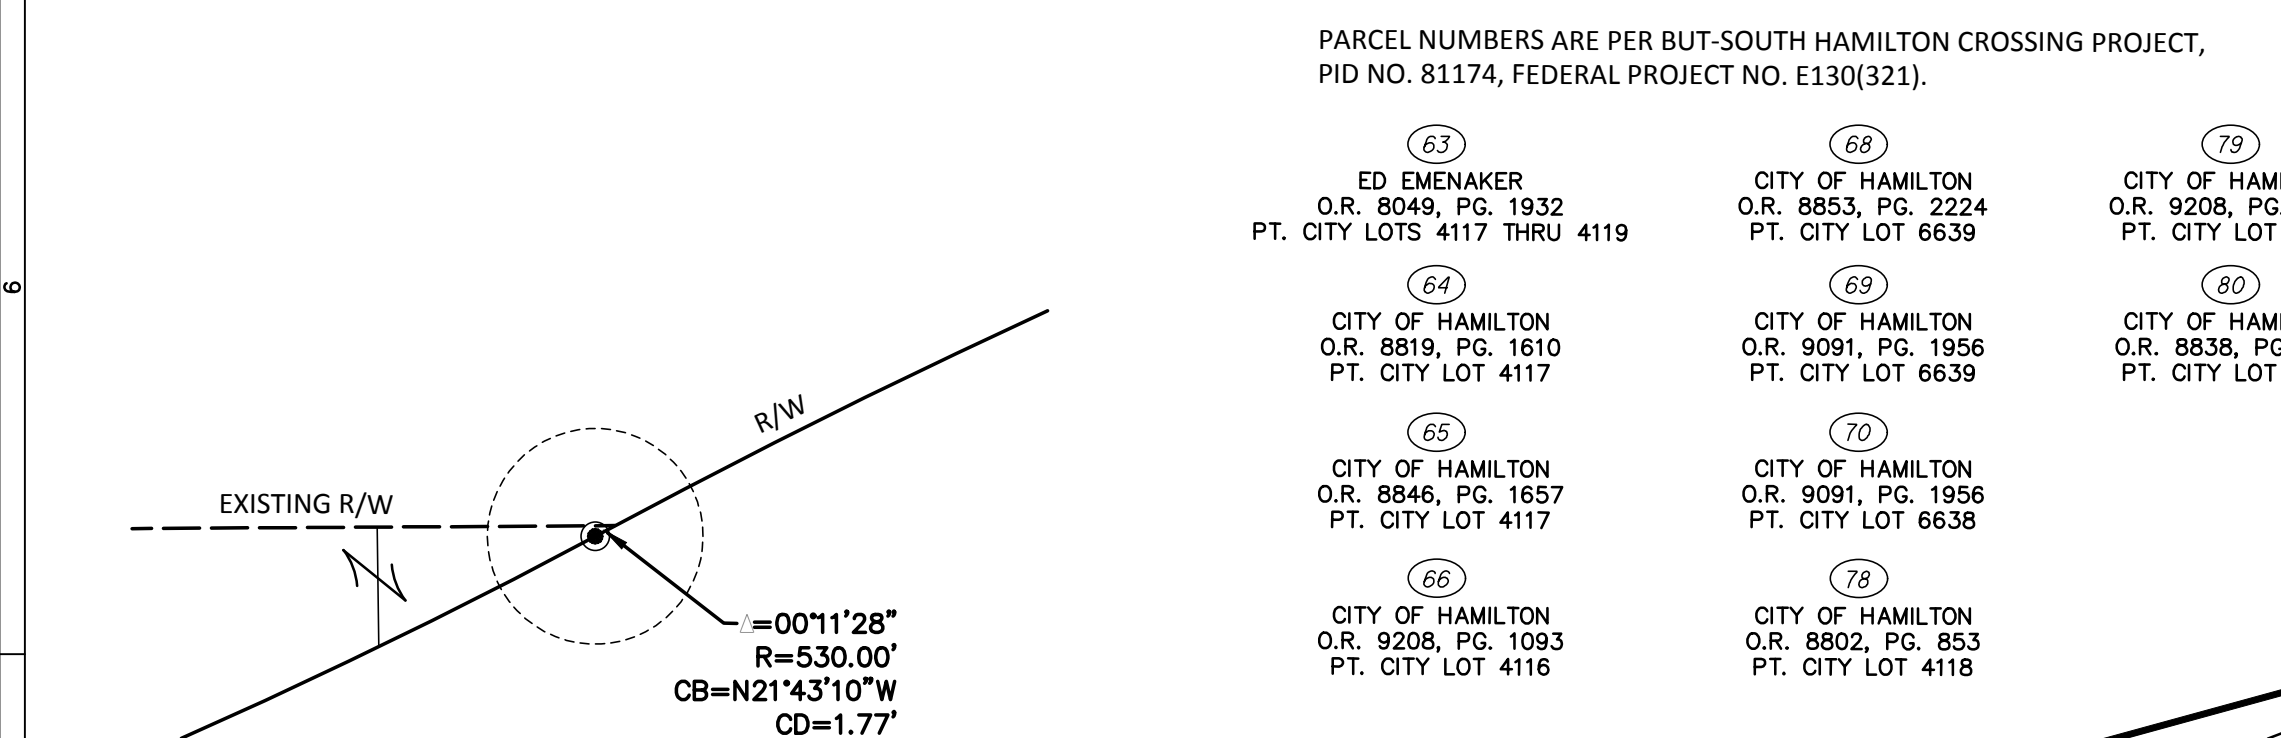 PARCEL NUMBERS ARE PER BUT-SOUTH HAMILTON CROSSING PROJECT,
PID NO. 81174, FEDERAL PROJECT NO. E130(321).
63
ED EMENAKER
O.R. 8049, PG. 1932
PT. CITY LOTS 4117 THRU 4119
64
CITY OF HAMILTON
O.R. 8819, PG. 1610
PT. CITY LOT 4117
65
CITY OF HAMILTON
O.R. 8846, PG. 1657
PT. CITY LOT 4117
66
CITY OF HAMILTON
O.R. 9208, PG. 1093
PT. CITY LOT 4116
68
CITY OF HAMILTON
O.R. 8853, PG. 2224
PT. CITY LOT 6639
69
CITY OF HAMILTON
O.R. 9091, PG. 1956
PT. CITY LOT 6639
70
CITY OF HAMILTON
O.R. 9091, PG. 1956
PT. CITY LOT 6638
78
CITY OF HAMILTON
O.R. 8802, PG. 853
PT. CITY LOT 4118
79
CITY OF HAM
O.R. 9208, PG.
PT. CITY LOT
80
CITY OF HAM
O.R. 8838, PG
PT. CITY LOT
6
R/W
EXISTING R/W
N
Δ=00°11'28"
R=530.00'
CB=N21°43'10"W
CD=1.77'